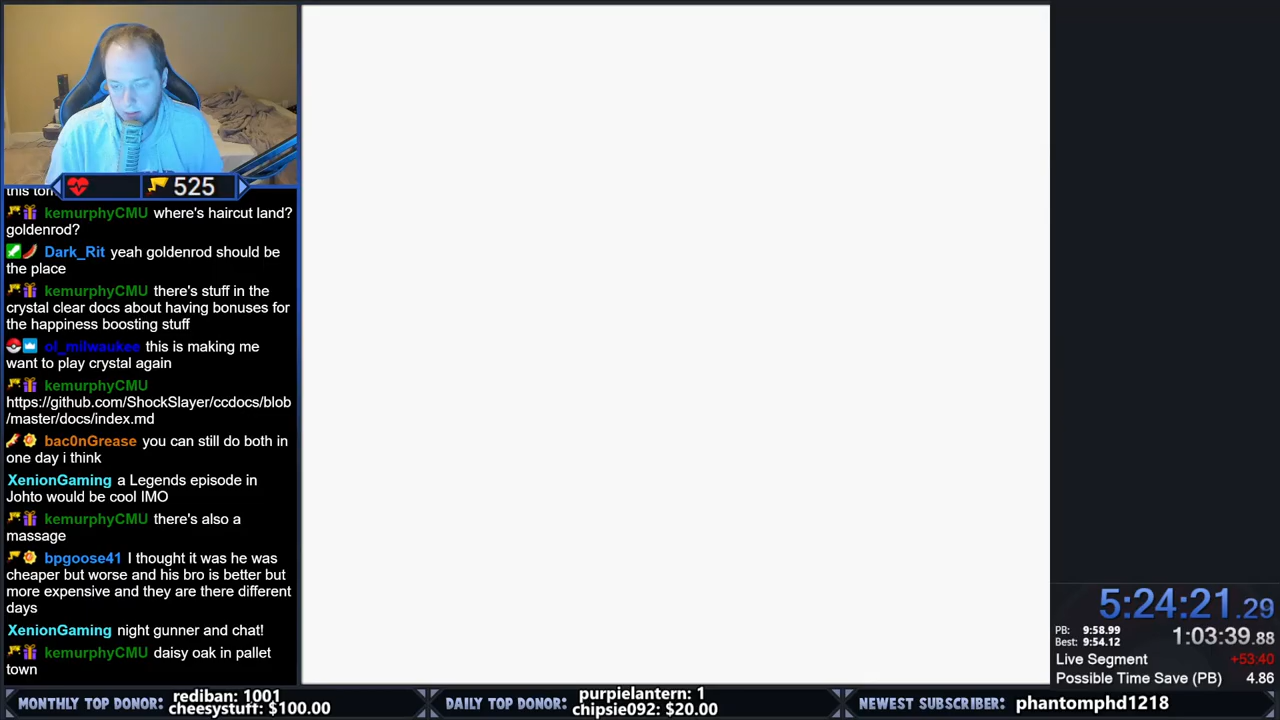 525
this ton
kemurphyCMU where's haircut land?
goldenrod?
Dark_Rit yeah goldenrod should be
the place
kemurphyCMU there's stuff in the
crystal clear docs about having bonuses for
the happiness boosting stuff
ol_milwaukee this is making me
want to play crystal again
kemurphyCMU
https://github.com/ShockSlayer/ccdocs/blob
/master/docs/index.md
bac0nGrease you can still do both in
one day i think
XenionGaming a Legends episode in
Johto would be cool IMO
kemurphyCMU there's also a
massage
bpgoose41 I thought it was he was
cheaper but worse and his bro is better but
more expensive and they are there different
days
XenionGaming night gunner and chat!
kemurphyCMU daisy oak in pallet
town
5:24:21.29
PB: 9:58.99
Best: 9:54.12
1:03:39.88
Live Segment +53:40
Possible Time Save (PB) 4.86
MONTHLY TOP DONOR: rediban: 1001
cheesystuff: $100.00
DAILY TOP DONOR: purpielantern: 1
chipsie092: $20.00
NEWEST SUBSCRIBER: phantomphd1218